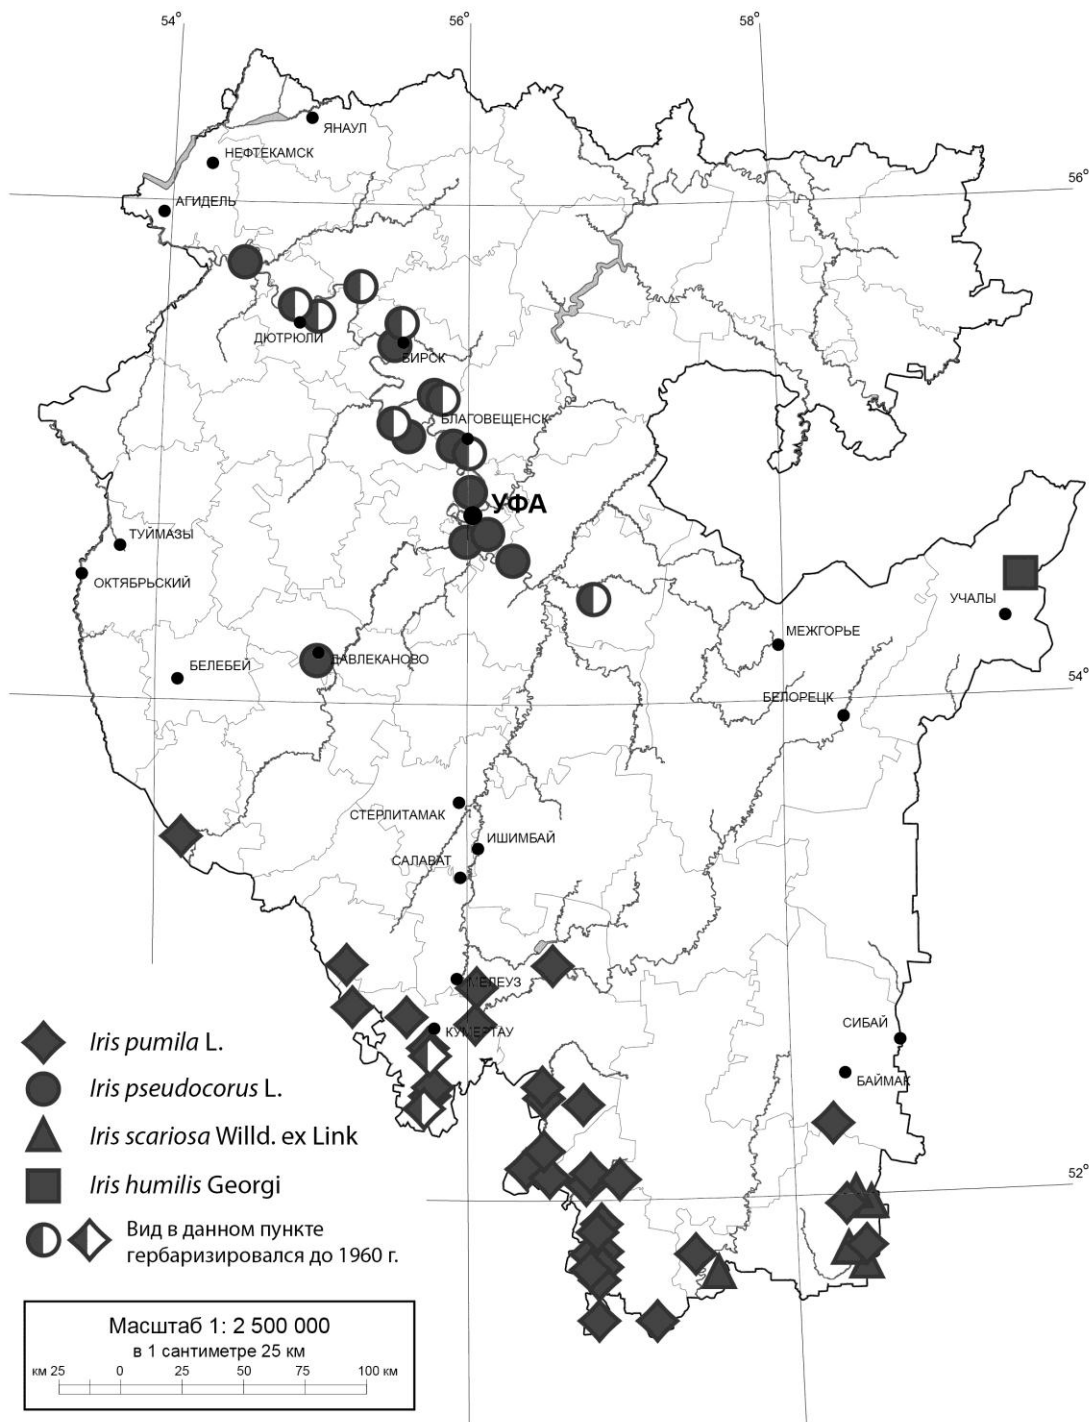 54°
56°
58°
ЯНАУЛ
НЕФТЕКАМСК
56°
АГИДЕЛЬ
ДЮТРЮЛИ
БИРСК
БЛАГОВЕЩЕНСК
УФА
ТУЙМАЗЫ
ОКТЯБРЬСКИЙ
УЧАЛЫ
МЕЖГОРЬЕ
ДАВЛЕКАНОВО
БЕЛЕБЕЙ
54°
БЕЛОРЕЦК
СТЕРЛИТАМАК
ИШИМБАЙ
САЛАВАТ
МЕЛЕУЗ
КУМЕРТАУ
СИБАЙ
БАЙМАК
52°
Iris pumila L.
Iris pseudocorus L.
Iris scariosa Willd. ex Link
Iris humilis Georgi
Вид в данном пункте
гербаризировался до 1960 г.
Масштаб 1: 2 500 000
в 1 сантиметре 25 км
км 25 0 25 50 75 100 км